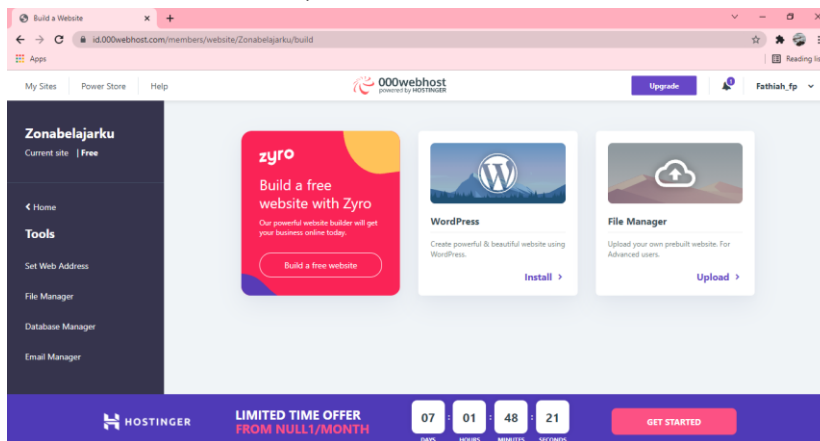 Build a Website
id.000webhost.com/members/website/Zonabelajarku/build
Apps
Reading lis
My Sites
Power Store
Help
000webhost
powered by HOSTINGER
Upgrade
1
Fathiah_fp
Zonabelajarku
Current site | Free
Home
Tools
Set Web Address
File Manager
Database Manager
Email Manager
zyro
Build a free
website with Zyro
Our powerful website builder will get
your business online today.
Build a free website
WordPress
Create powerful & beautiful website using
WordPress.
Install >
File Manager
Upload your own prebuilt website. For
Advanced users.
Upload >
HOSTINGER
LIMITED TIME OFFER
FROM NULL1/MONTH
07 : 01 : 48 : 21
DAYS HOURS MINUTES SECONDS
GET STARTED